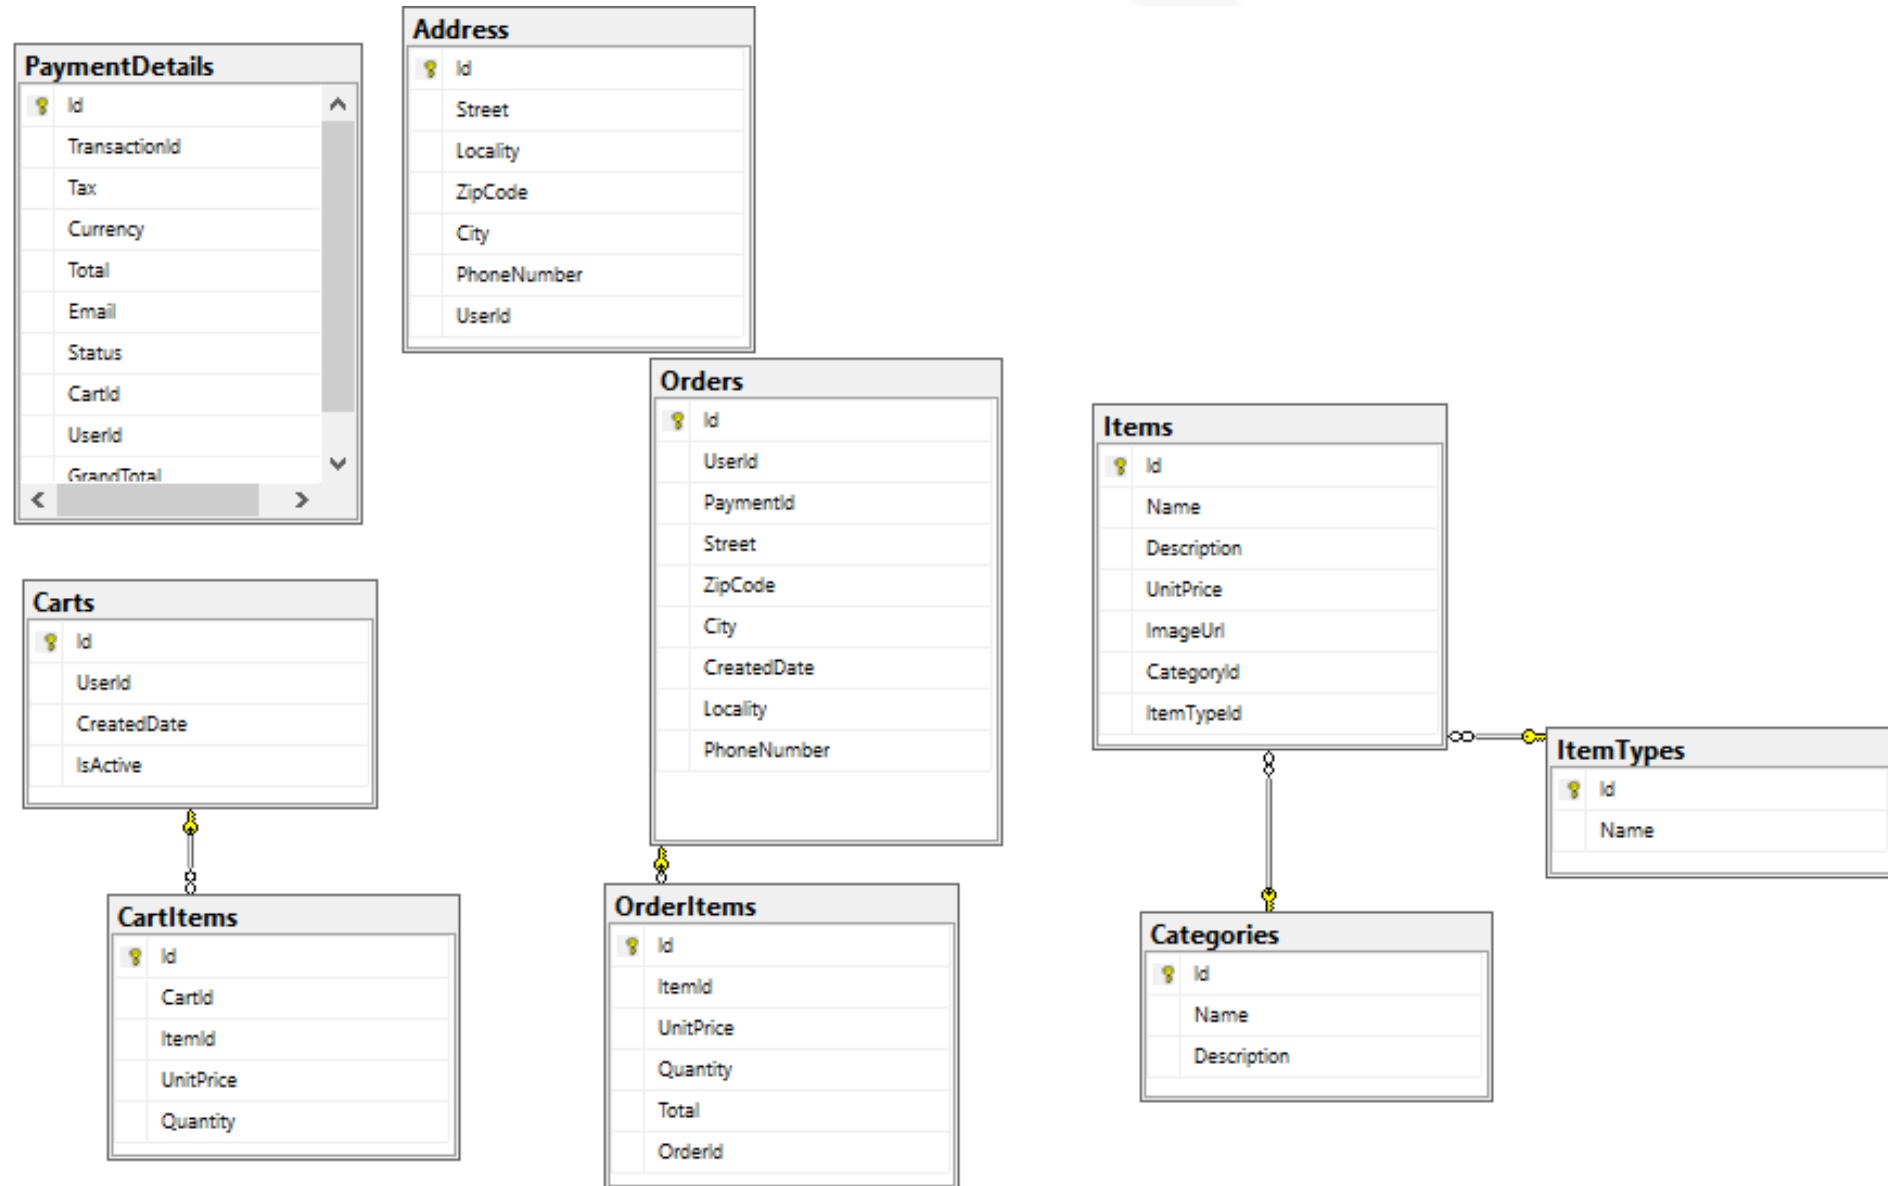 PaymentDetails
Id
TransactionId
Tax
Currency
Total
Email
Status
CartId
UserId
GrandTotal
Address
Id
Street
Locality
ZipCode
City
PhoneNumber
UserId
Orders
Id
UserId
PaymentId
Street
ZipCode
City
CreatedDate
Locality
PhoneNumber
Items
Id
Name
Description
UnitPrice
ImageUrl
CategoryId
ItemTypeId
Carts
Id
UserId
CreatedDate
IsActive
ItemTypes
Id
Name
CartItems
Id
CartId
ItemId
UnitPrice
Quantity
OrderItems
Id
ItemId
UnitPrice
Quantity
Total
OrderId
Categories
Id
Name
Description